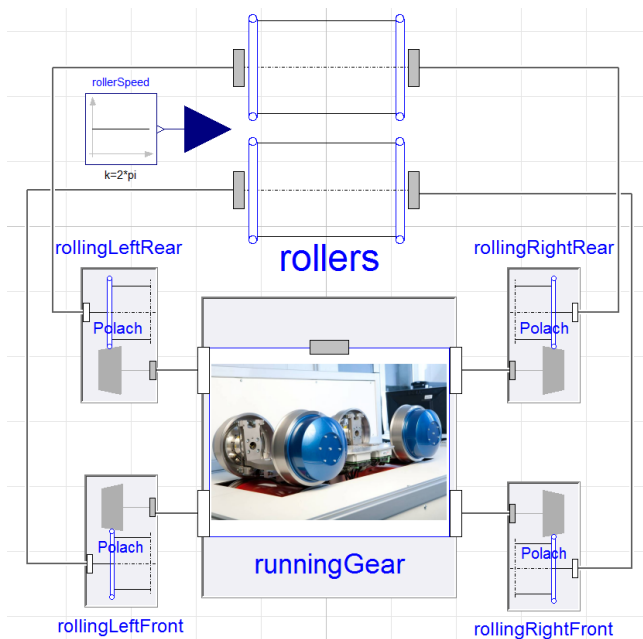 rollerSpeed
k=2*pi
rollers
rollingLeftRear
rollingRightRear
Polach
Polach
Polach
Polach
runningGear
rollingLeftFront
rollingRightFront